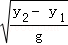 √((y₂ − y₁)/g)